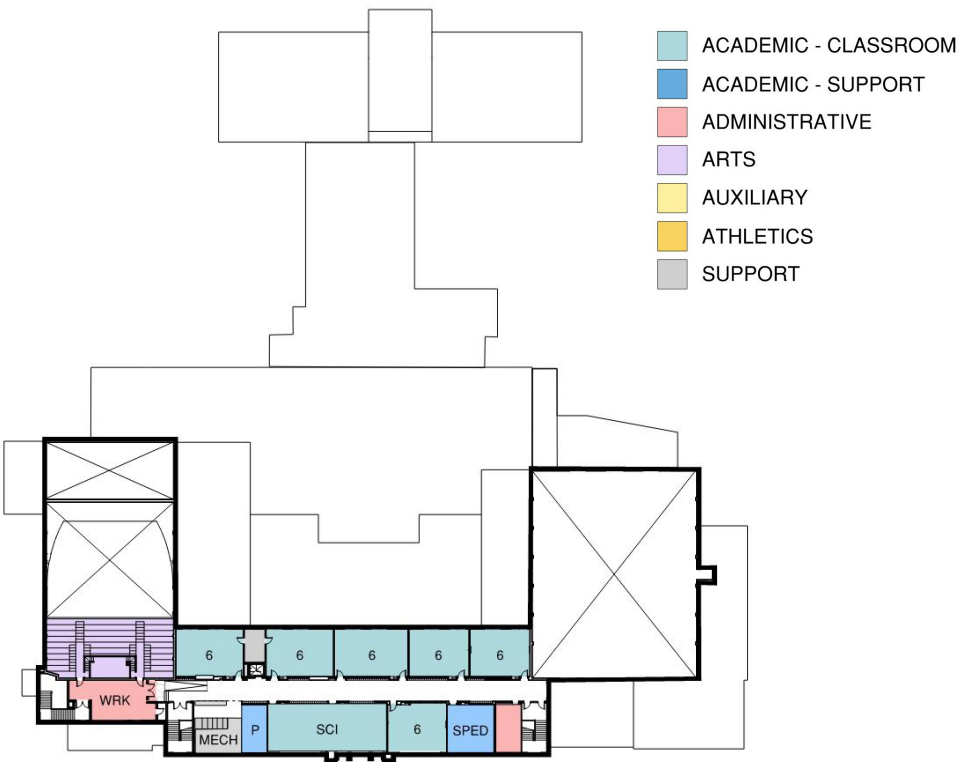 ACADEMIC - CLASSROOM
ACADEMIC - SUPPORT
ADMINISTRATIVE
ARTS
AUXILIARY
ATHLETICS
SUPPORT
6 6 6 6 6
WRK
MECH P SCI 6 SPED